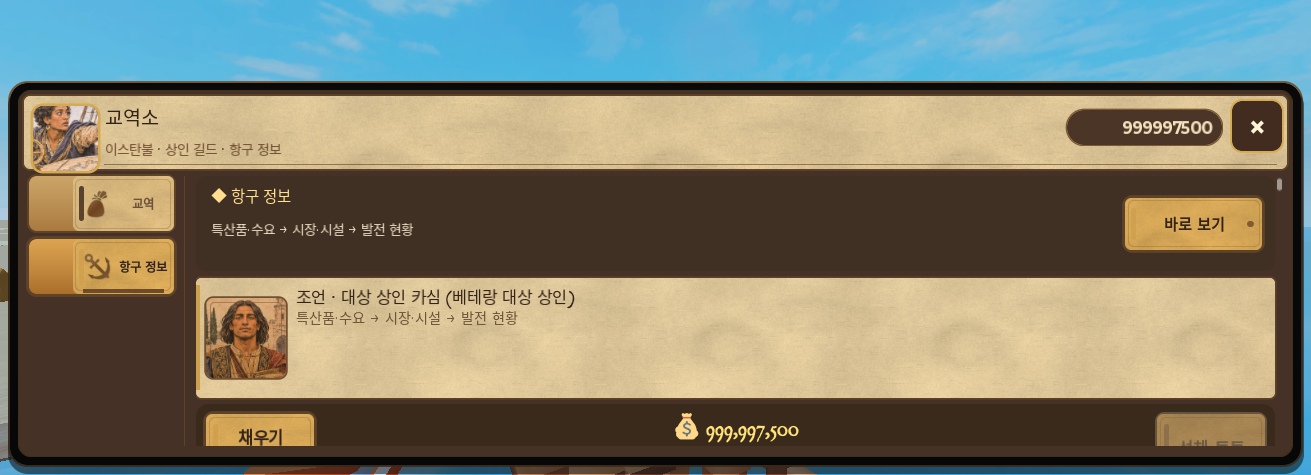 교역소
이스탄불 · 상인 길드 · 항구 정보
999997500
×
교역
항구 정보
◆ 항구 정보
특산품·수요 → 시장·시설 → 발전 현황
바로 보기
조언 · 대상 상인 카심 (베테랑 대상 상인)
특산품·수요 → 시장·시설 → 발전 현황
채우기
999,997,500